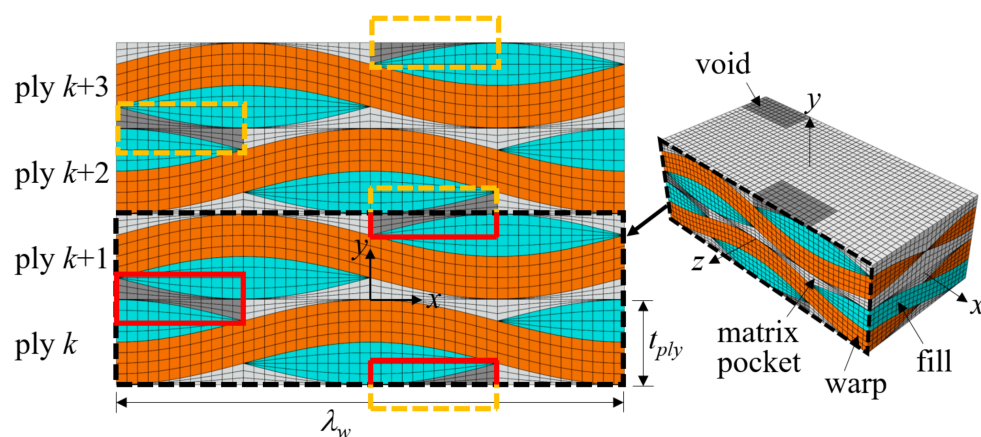 ply k+3
ply k+2
ply k+1
ply k
y
x
t_ply
λ_w
void
y
z
x
matrix
pocket
fill
warp